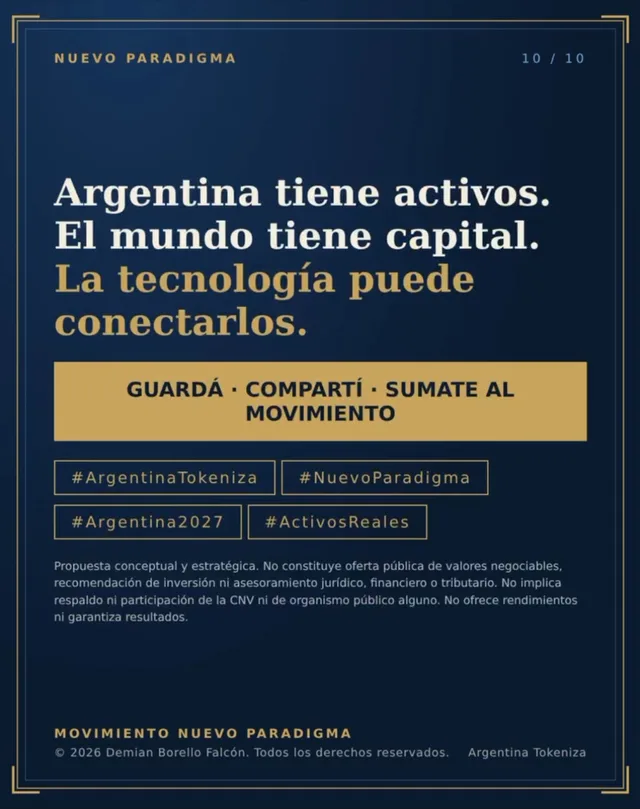 NUEVO PARADIGMA
10 / 10
Argentina tiene activos.
El mundo tiene capital.
La tecnología puede
conectarlos.
GUARDÁ · COMPARTÍ · SUMATE AL
MOVIMIENTO
#ArgentinaTokeniza
#NuevoParadigma
#Argentina2027
#ActivosReales
Propuesta conceptual y estratégica. No constituye oferta pública de valores negociables,
recomendación de inversión ni asesoramiento jurídico, financiero o tributario. No implica
respaldo ni participación de la CNV ni de organismo público alguno. No ofrece rendimientos
ni garantiza resultados.
MOVIMIENTO NUEVO PARADIGMA
© 2026 Demian Borello Falcón. Todos los derechos reservados.
Argentina Tokeniza